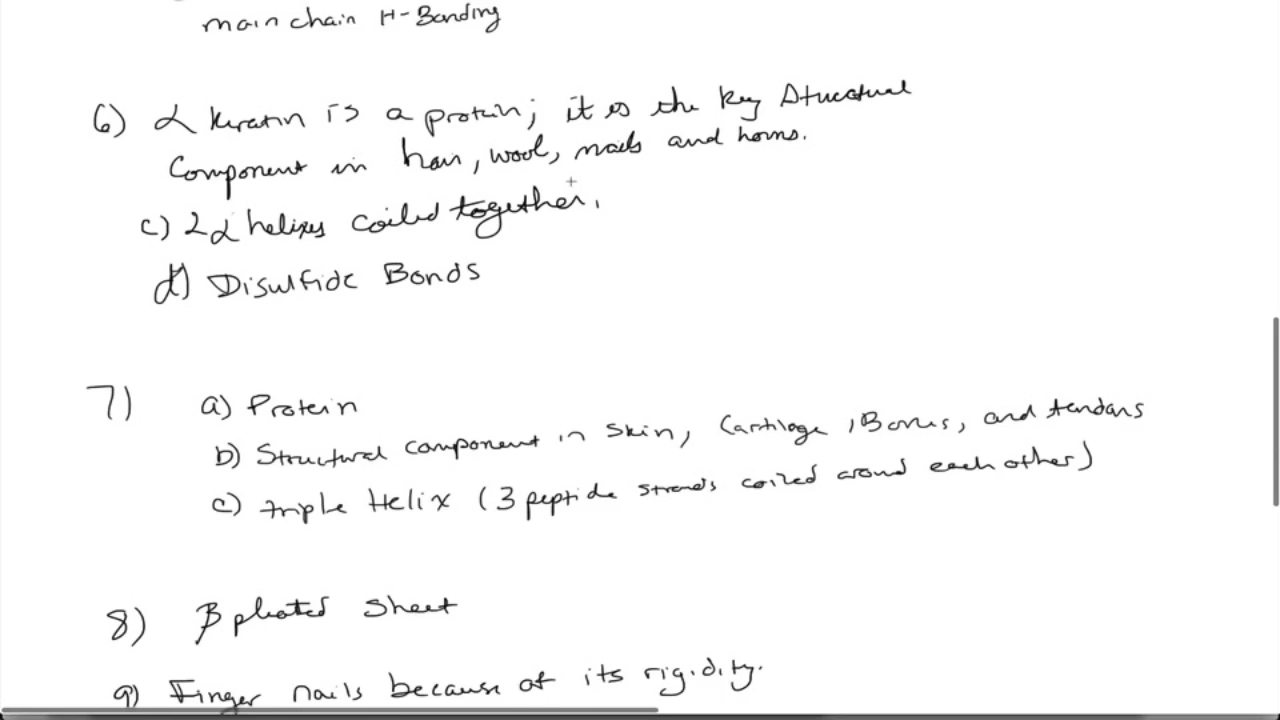 main chain H-Bonding
6) α keratin is a protein; it is the key structural
component in hair, wool, nails and horns.
c) 2 α helixes coiled together.
d) Disulfide Bonds
7) a) Protein
b) Structural component in skin, Cartilage, Bones, and tendons
c) triple Helix (3 peptide strands coiled around each other)
8) β pleated sheet
9) Finger nails because of its rigidity.